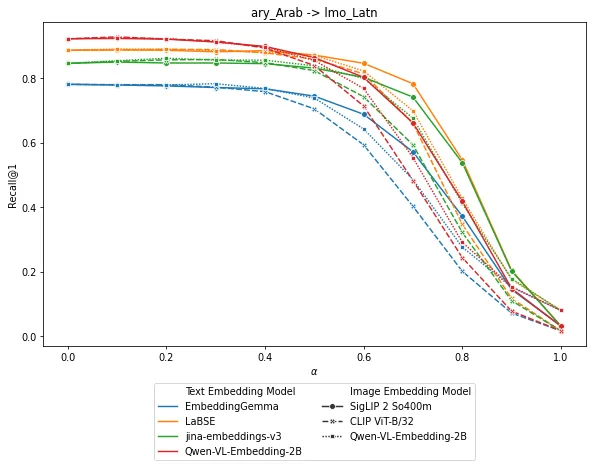 ary_Arab -> lmo_Latn
Recall@1
0.8
0.6
0.4
0.2
0.0
0.0 0.2 0.4 0.6 0.8 1.0
α
Text Embedding Model
EmbeddingGemma
LaBSE
jina-embeddings-v3
Qwen-VL-Embedding-2B
Image Embedding Model
SigLIP 2 So400m
CLIP ViT-B/32
Qwen-VL-Embedding-2B